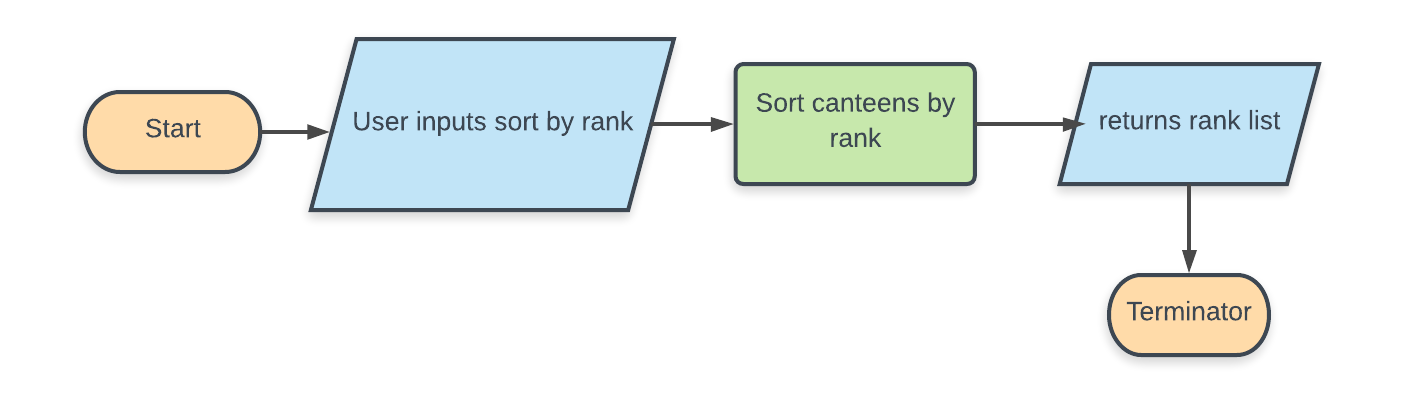 Start
User inputs sort by rank
Sort canteens by
rank
returns rank list
Terminator